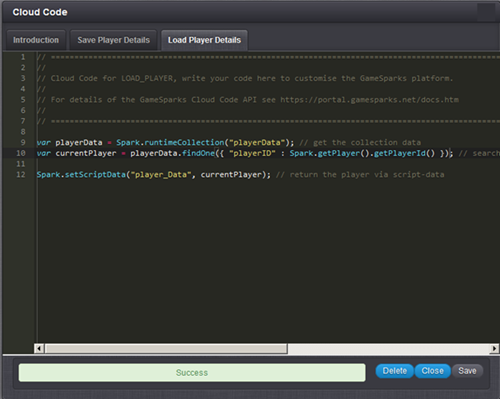 Cloud Code
Introduction Save Player Details Load Player Details
1 // ==================================================================================
2 //
3 // Cloud Code for LOAD_PLAYER, write your code here to customise the GameSparks platform.
4 //
5 // For details of the GameSparks Cloud Code API see https://portal.gamesparks.net/docs.htm
6 //
7 // ==================================================================================
8
9 var playerData = Spark.runtimeCollection("playerData"); // get the collection data
10 var currentPlayer = playerData.findOne({ "playerID" : Spark.getPlayer().getPlayerId() }); // search
11
12 Spark.setScriptData("player_Data", currentPlayer); // return the player via script-data
Success
Delete Close Save